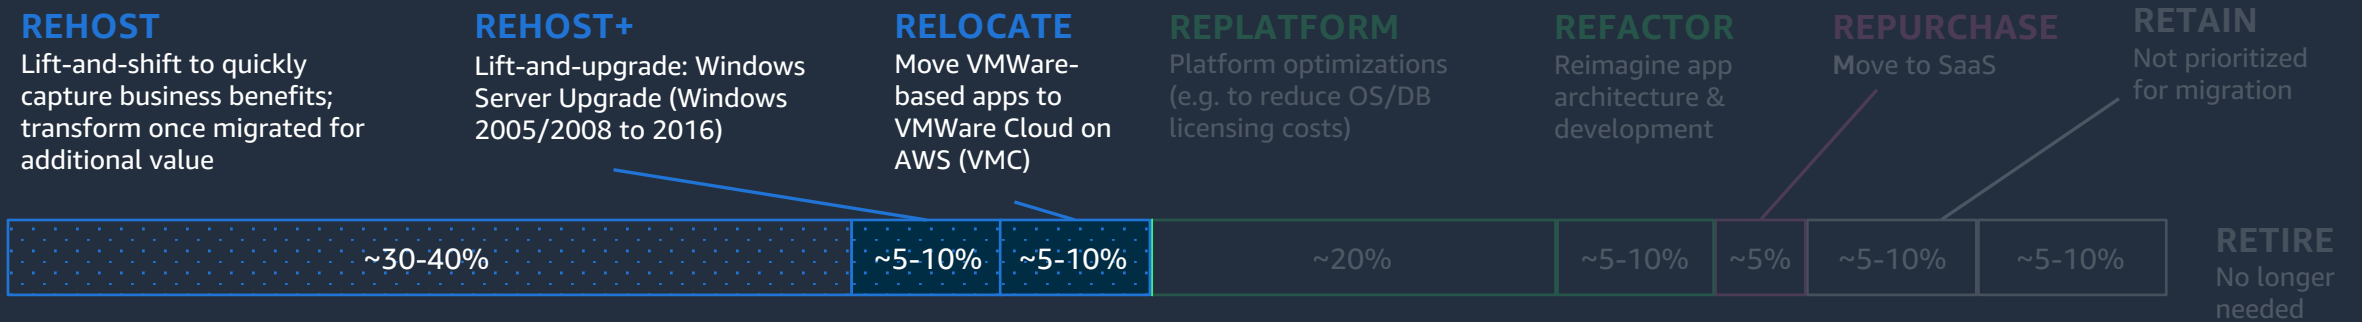 REHOST
Lift-and-shift to quickly
capture business benefits;
transform once migrated for
additional value
REHOST+
Lift-and-upgrade: Windows
Server Upgrade (Windows
2005/2008 to 2016)
RELOCATE
Move VMWare-
based apps to
VMWare Cloud on
AWS (VMC)
REPLATFORM
Platform optimizations
(e.g. to reduce OS/DB
licensing costs)
REFACTOR
Reimagine app
architecture &
development
REPURCHASE
Move to SaaS
RETAIN
Not prioritized
for migration
~30-40%
~5-10%
~5-10%
~20%
~5-10%
~5%
~5-10%
~5-10%
RETIRE
No longer
needed